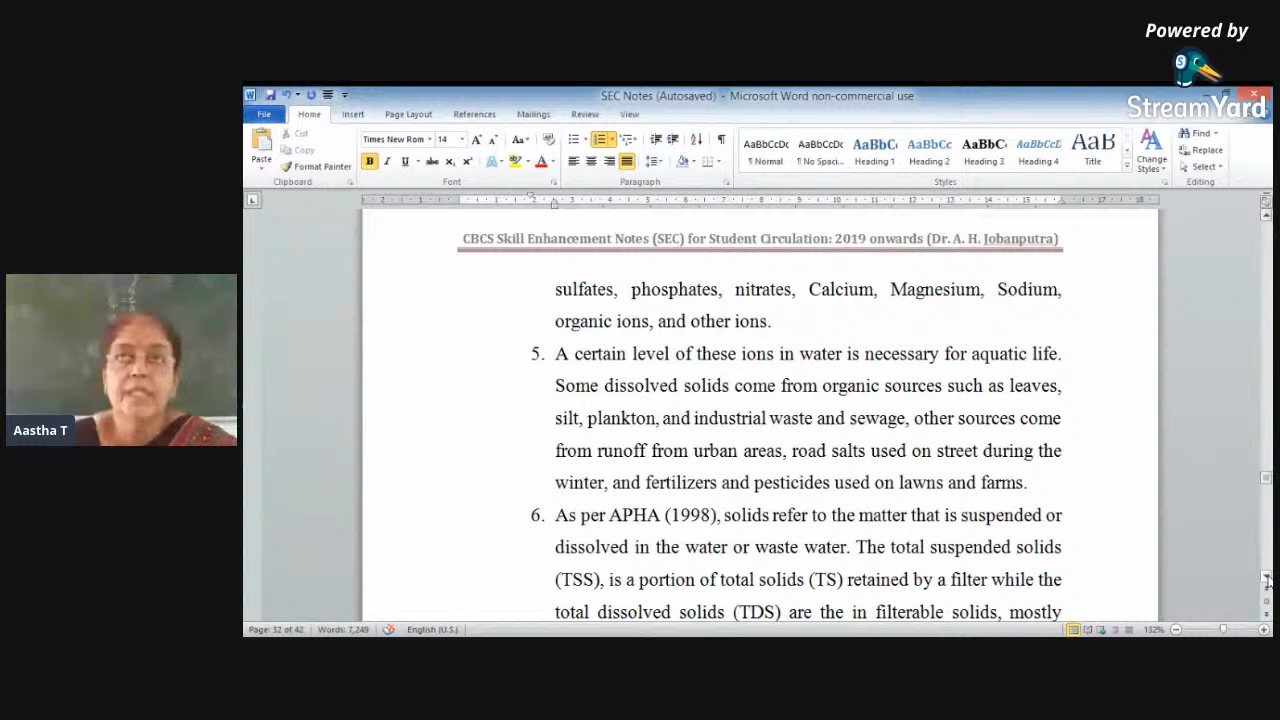 Powered by
StreamYard
SEC Notes (Autosaved) - Microsoft Word non-commercial use
File Home Insert Page Layout References Mailings Review View
Cut
Copy
Format Painter
Paste
Clipboard
Times New Rom 14
Font
Paragraph
AaBbCcDc AaBbCcDc AaBbC AaBbCc AaBbC AaBbCcD AaB
¶ Normal ¶ No Spaci... Heading 1 Heading 2 Heading 3 Heading 4 Title
Change Styles
Styles
Find
Replace
Select
Editing
CBCS Skill Enhancement Notes (SEC) for Student Circulation: 2019 onwards (Dr. A. H. Jobanputra)
sulfates, phosphates, nitrates, Calcium, Magnesium, Sodium,
organic ions, and other ions.
5. A certain level of these ions in water is necessary for aquatic life.
Some dissolved solids come from organic sources such as leaves,
silt, plankton, and industrial waste and sewage, other sources come
from runoff from urban areas, road salts used on street during the
winter, and fertilizers and pesticides used on lawns and farms.
6. As per APHA (1998), solids refer to the matter that is suspended or
dissolved in the water or waste water. The total suspended solids
(TSS), is a portion of total solids (TS) retained by a filter while the
total dissolved solids (TDS) are the in filterable solids, mostly
Aastha T
Page: 32 of 42 Words: 7,249 English (U.S.) 132%